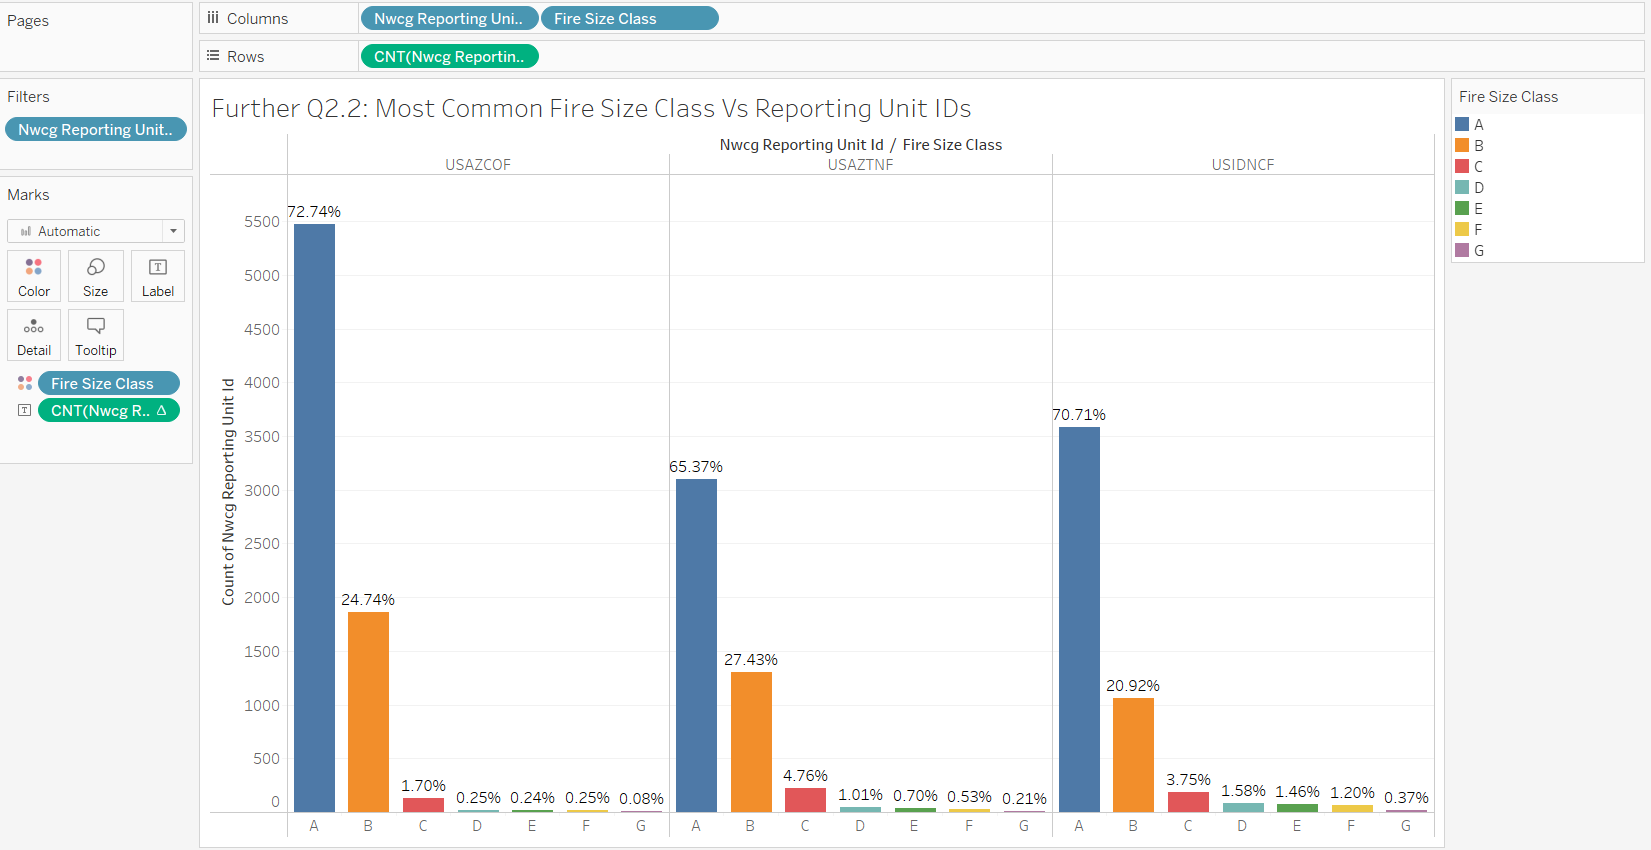 Pages
Columns
Nwcg Reporting Uni..
Fire Size Class
Rows
CNT(Nwcg Reportin..
Filters
Nwcg Reporting Unit..
Marks
Automatic
Color
Size
Label
Detail
Tooltip
Fire Size Class
CNT(Nwcg R.. Δ
Further Q2.2: Most Common Fire Size Class Vs Reporting Unit IDs
Nwcg Reporting Unit Id / Fire Size Class
USAZCOF
USAZTNF
USIDNCF
Count of Nwcg Reporting Unit Id
5500
5000
4500
4000
3500
3000
2500
2000
1500
1000
500
0
72.74%
24.74%
1.70%
0.25%
0.24%
0.25%
0.08%
65.37%
27.43%
4.76%
1.01%
0.70%
0.53%
0.21%
70.71%
20.92%
3.75%
1.58%
1.46%
1.20%
0.37%
A B C D E F G
A B C D E F G
A B C D E F G
Fire Size Class
A
B
C
D
E
F
G